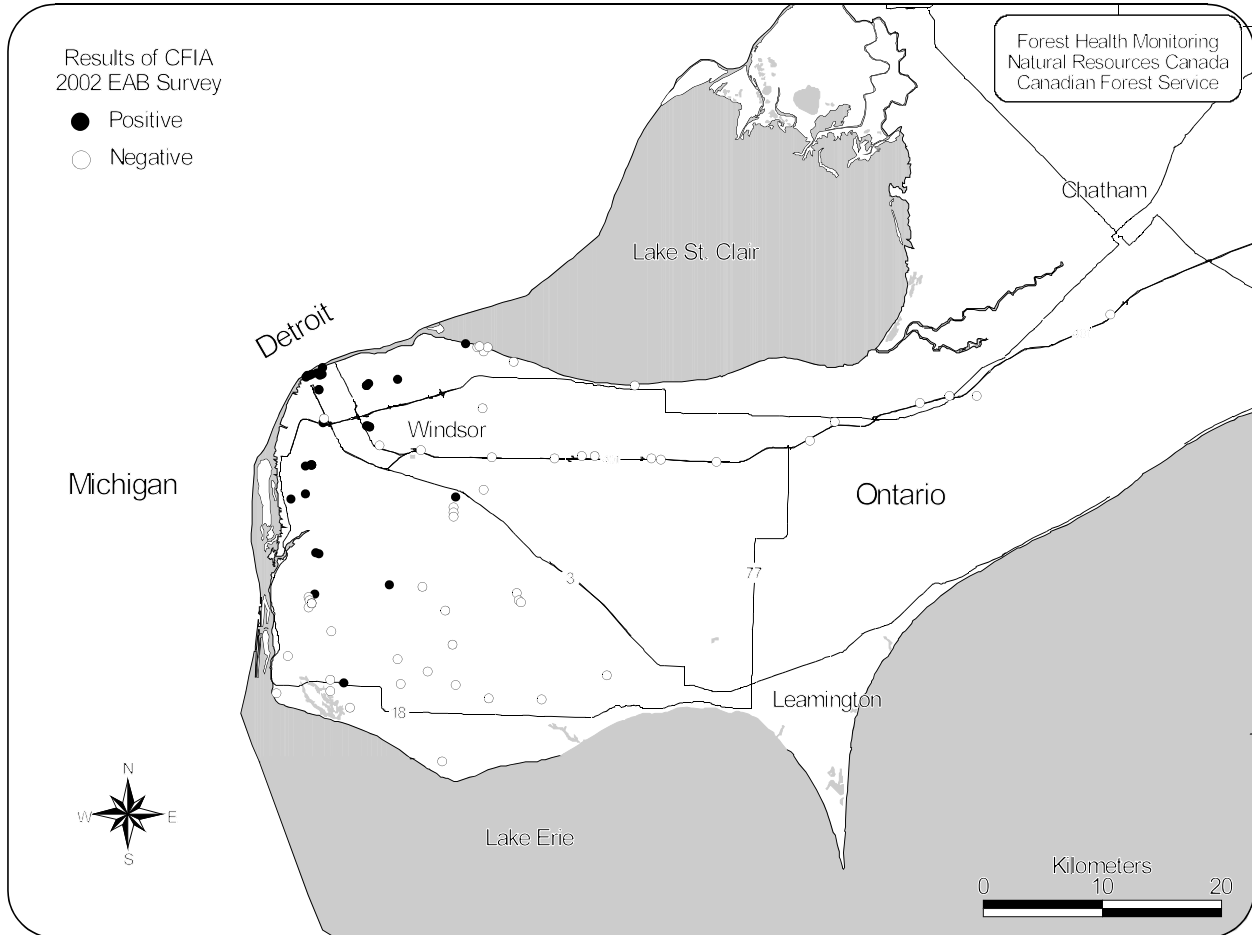 Results of CFIA
2002 EAB Survey
Positive
Negative
Forest Health Monitoring
Natural Resources Canada
Canadian Forest Service
Chatham
Lake St. Clair
Detroit
Windsor
Michigan
Ontario
3
77
Leamington
18
N
W
E
S
Lake Erie
Kilometers
0
10
20